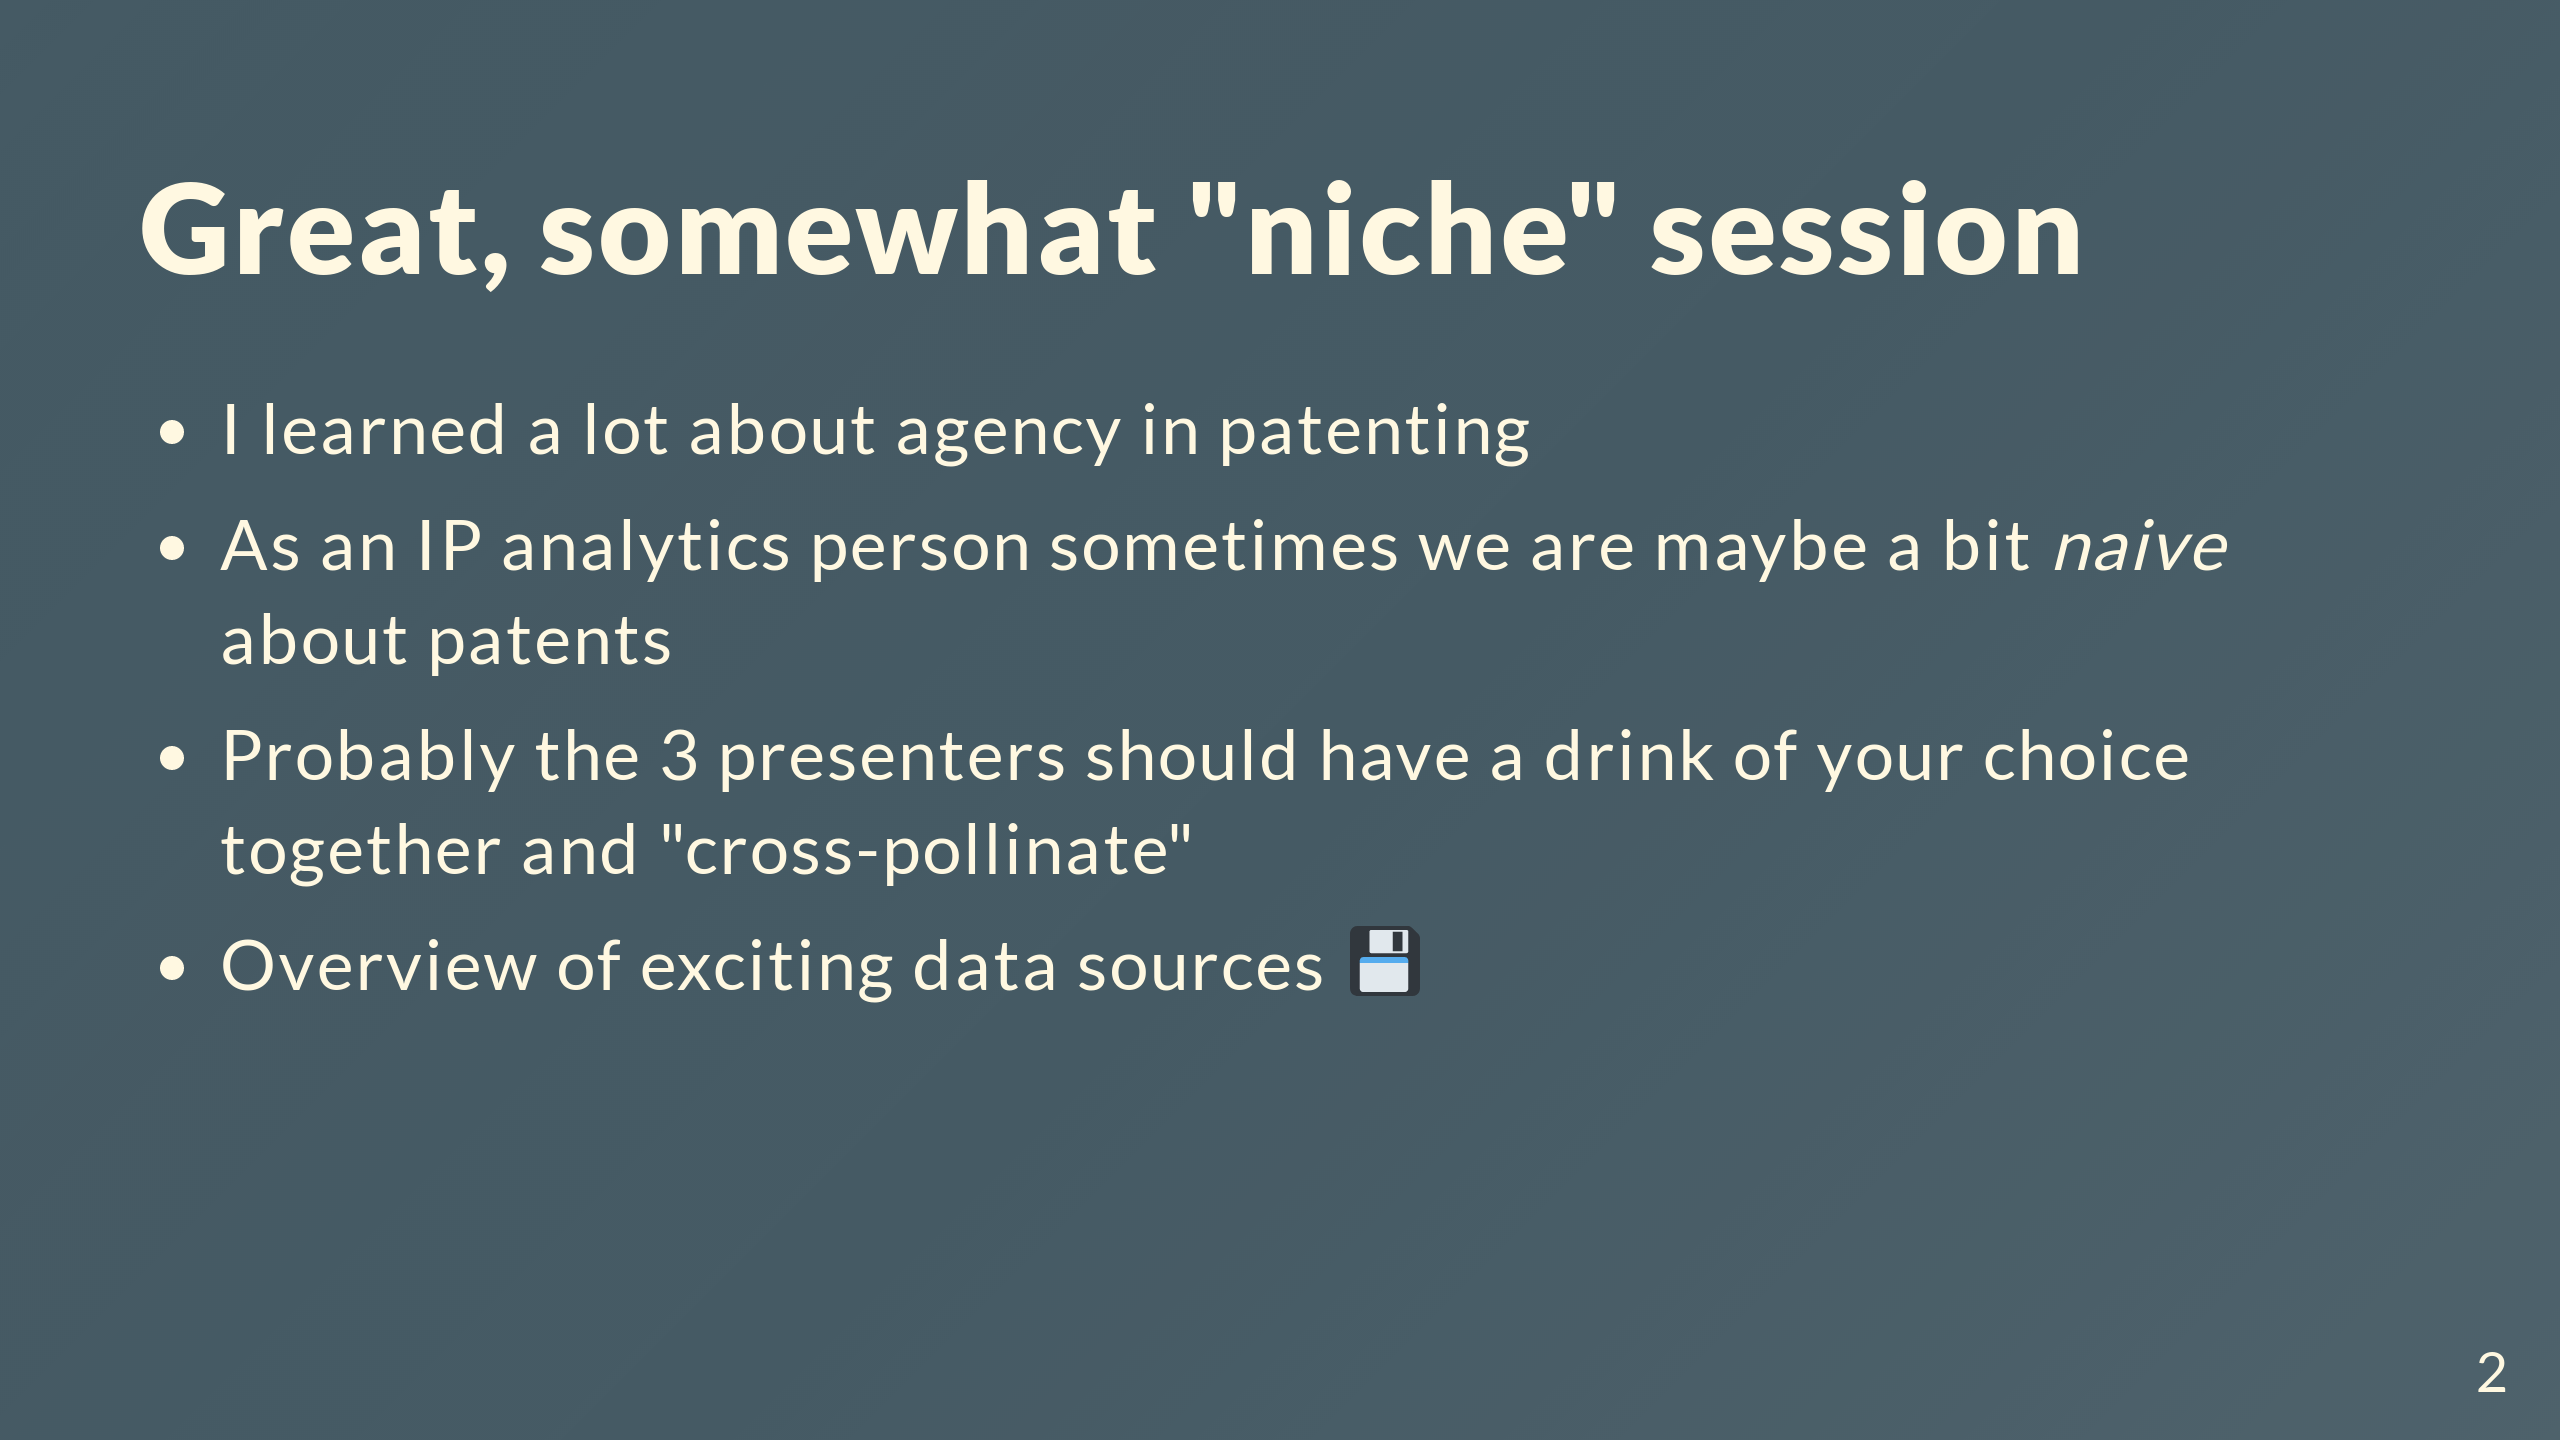 Great, somewhat "niche" session
• I learned a lot about agency in patenting
• As an IP analytics person sometimes we are maybe a bit naive
about patents
• Probably the 3 presenters should have a drink of your choice
together and "cross-pollinate"
• Overview of exciting data sources 💾
2